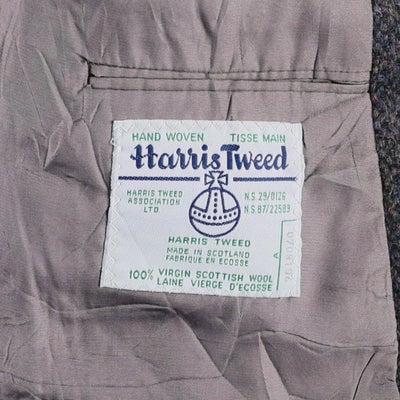 HAND WOVEN TISSE MAIN
Harris Tweed
HARRIS TWEED
ASSOCIATION
LTD.
N.S. 29/0126
N.S. 87/22589
HARRIS TWEED
MADE IN SCOTLAND
FABRIQUE EN ECOSSE
100% VIRGIN SCOTTISH WOOL
LAINE VIERGE D'ECOSSE
A